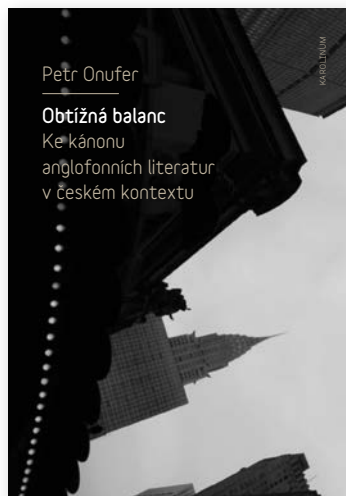 Petr Onufer
Obtížná balanc
Ke kánonu
anglofonních literatur
v českém kontextu
KAROLINUM